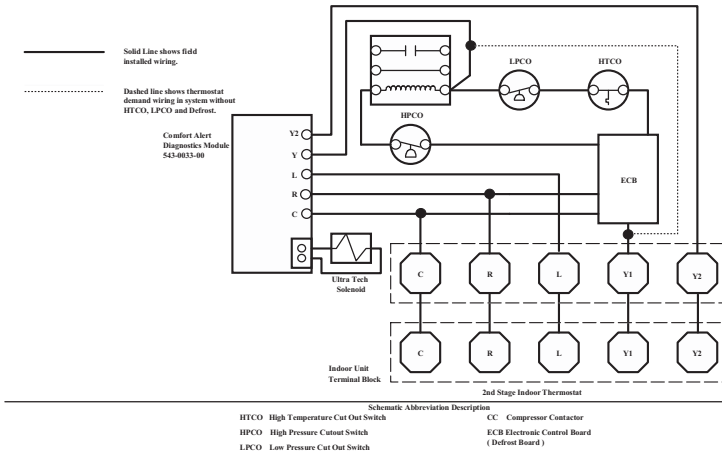 Solid Line shows field
installed wiring.
Dashed line shows thermostat
demand wiring in system without
HTCO, LPCO and Defrost.
Comfort Alert
Diagnostics Module
543-0033-00
Y2
Y
L
R
C
LPCO
HTCO
HPCO
ECB
Ultra Tech
Solenoid
C
R
L
Y1
Y2
Indoor Unit
Terminal Block
C
R
L
Y1
Y2
2nd Stage Indoor Thermostat
Schematic Abbreviation Description
HTCO High Temperature Cut Out Switch
HPCO High Pressure Cutout Switch
LPCO Low Pressure Cut Out Switch
CC Compressor Contactor
ECB Electronic Control Board
( Defrost Board )